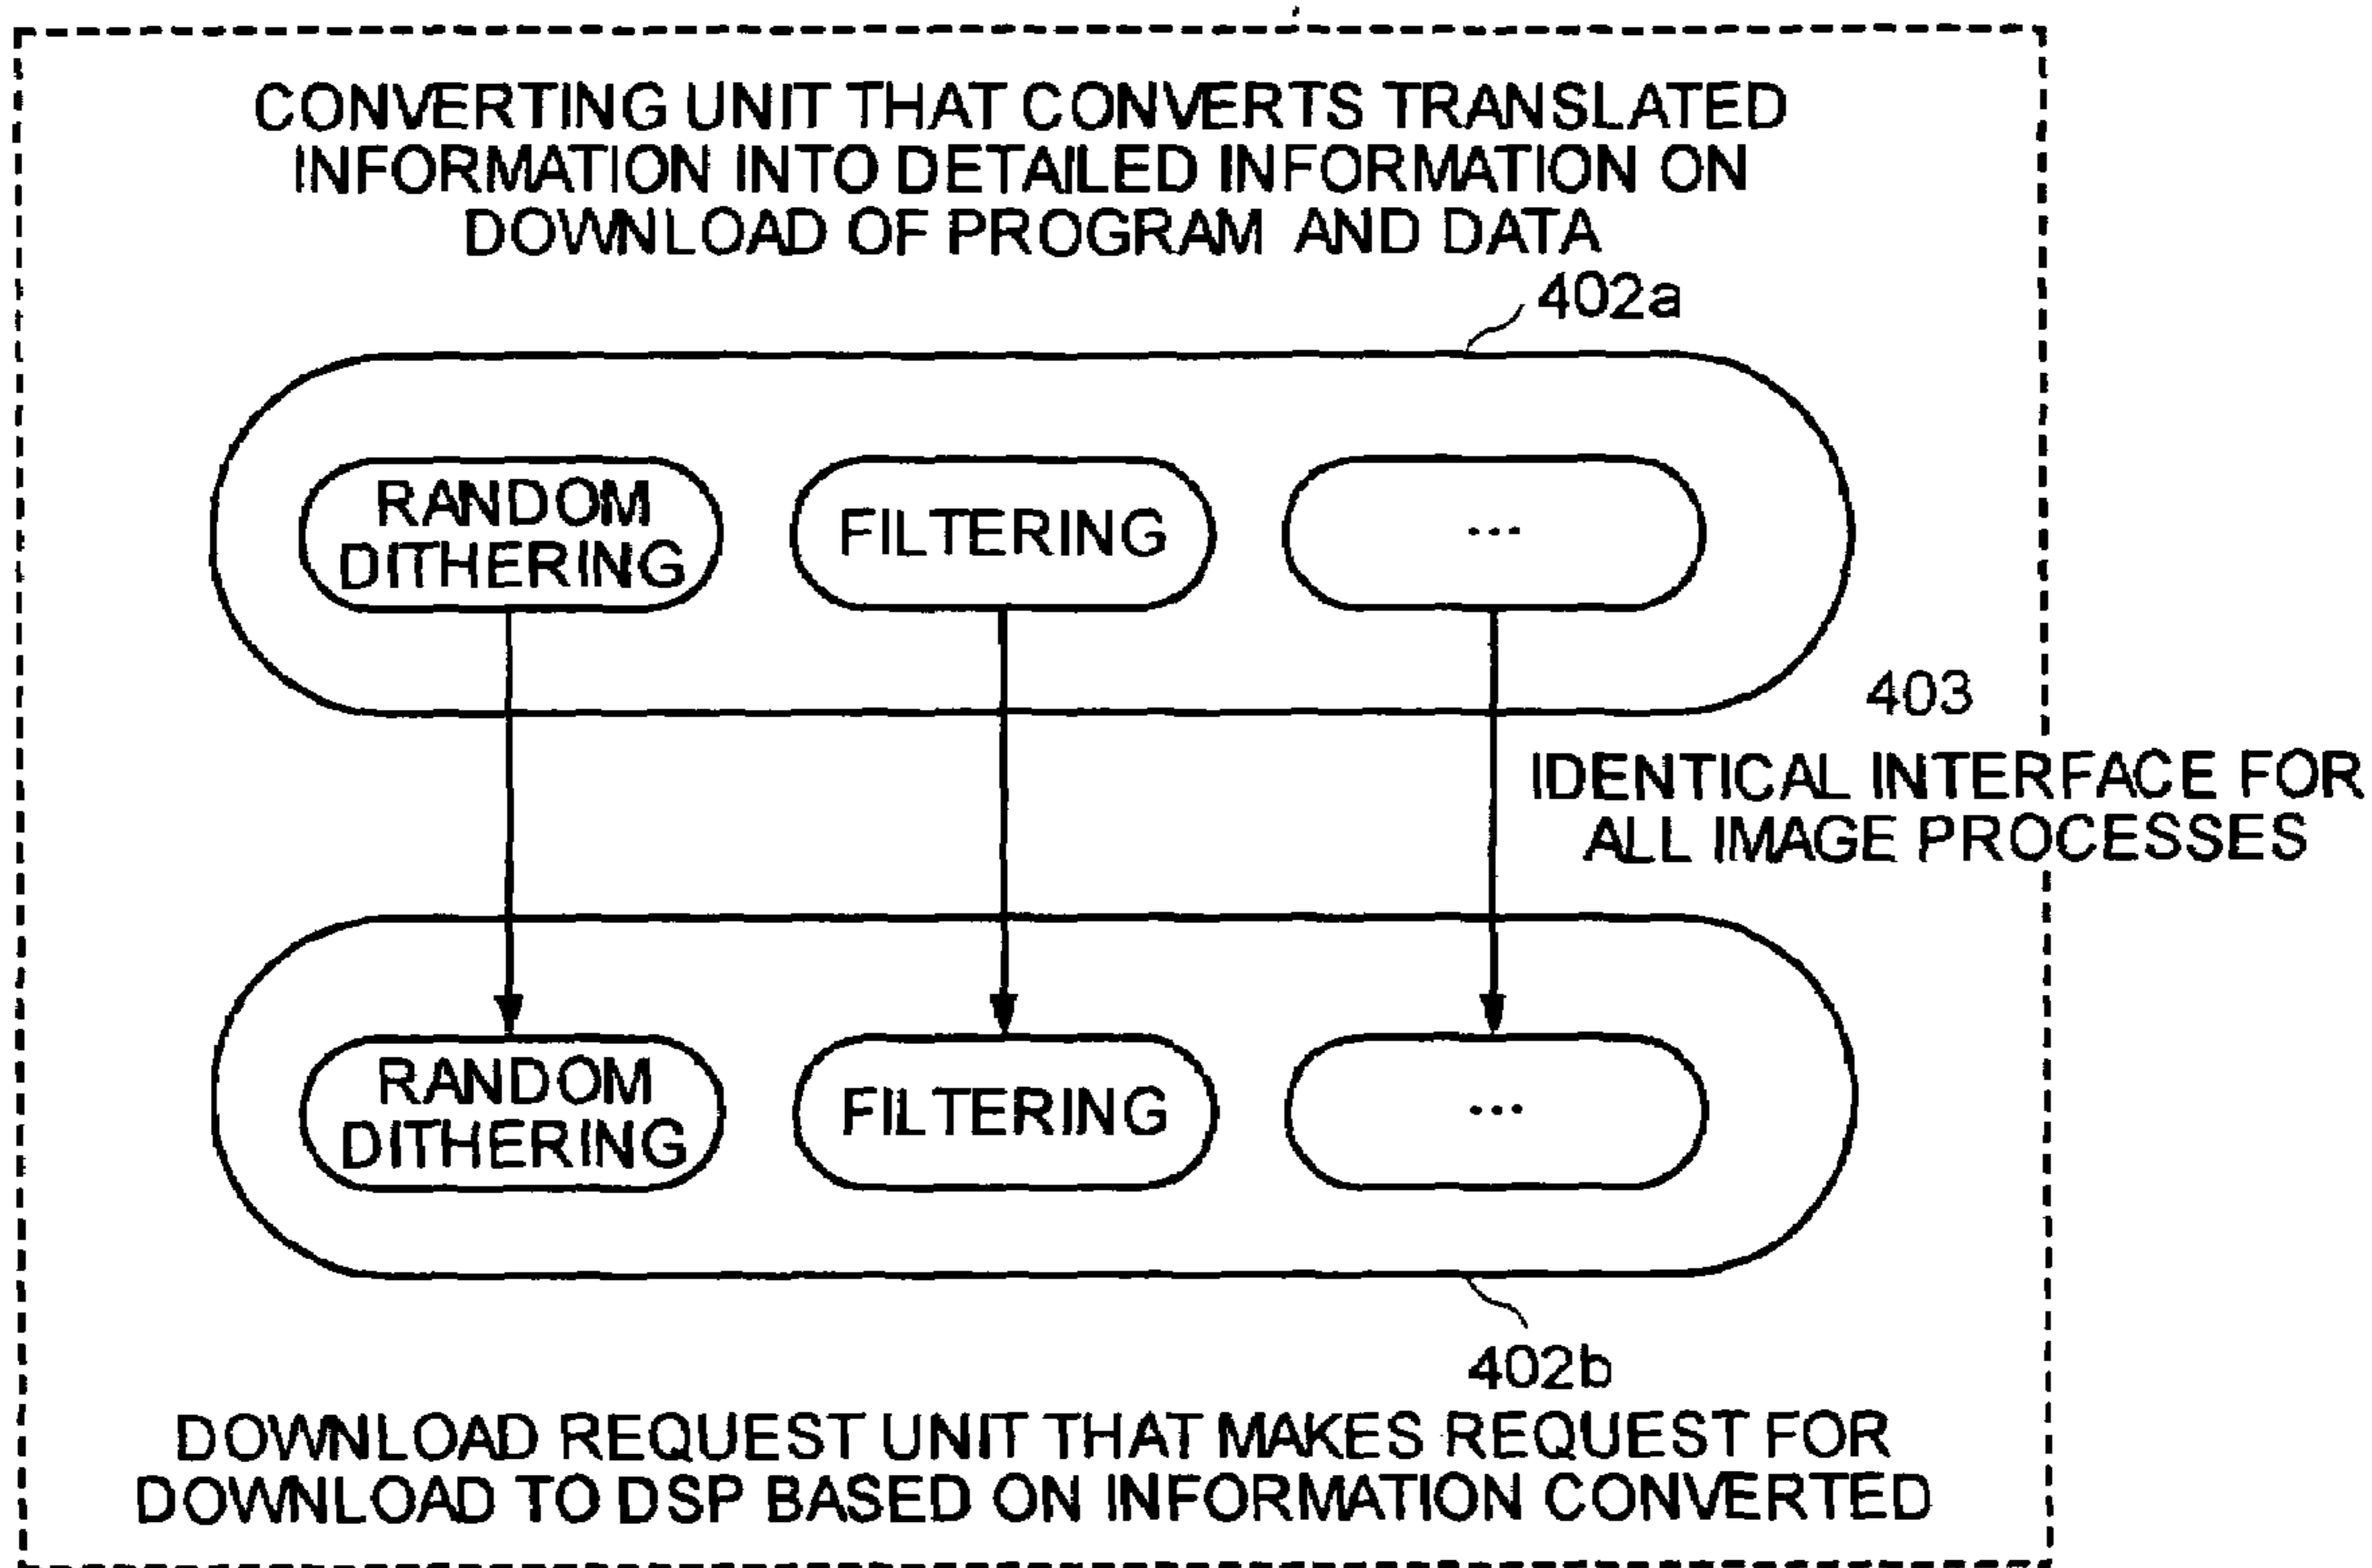 CONVERTING UNIT THAT CONVERTS TRANSLATED
INFORMATION INTO DETAILED INFORMATION ON
DOWNLOAD OF PROGRAM AND DATA
402a
RANDOM
DITHERING
FILTERING
...
403
IDENTICAL INTERFACE FOR
ALL IMAGE PROCESSES
RANDOM
DITHERING
FILTERING
...
402b
DOWNLOAD REQUEST UNIT THAT MAKES REQUEST FOR
DOWNLOAD TO DSP BASED ON INFORMATION CONVERTED